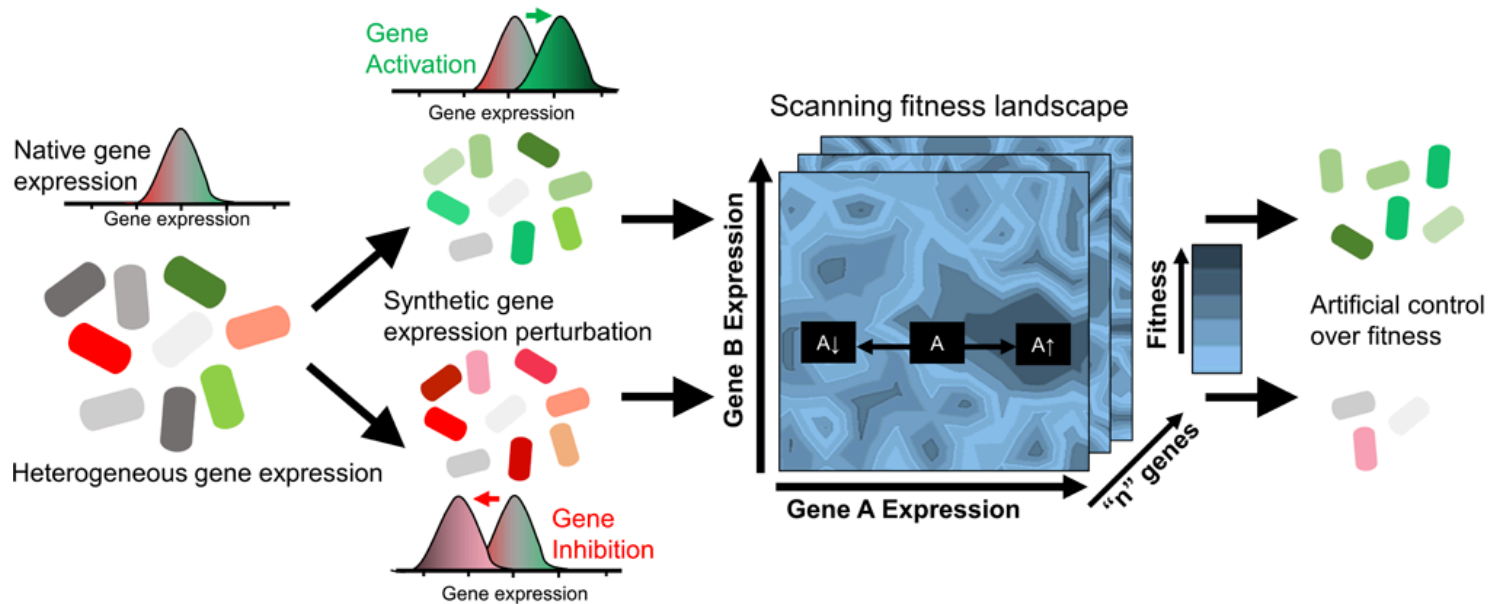 Native gene
expression
Gene expression
Heterogeneous gene expression
Gene
Activation
Gene expression
Synthetic gene
expression perturbation
Gene
Inhibition
Gene expression
Scanning fitness landscape
Gene B Expression
A↓
A
A↑
Gene A Expression
“n” genes
Fitness
Artificial control
over fitness